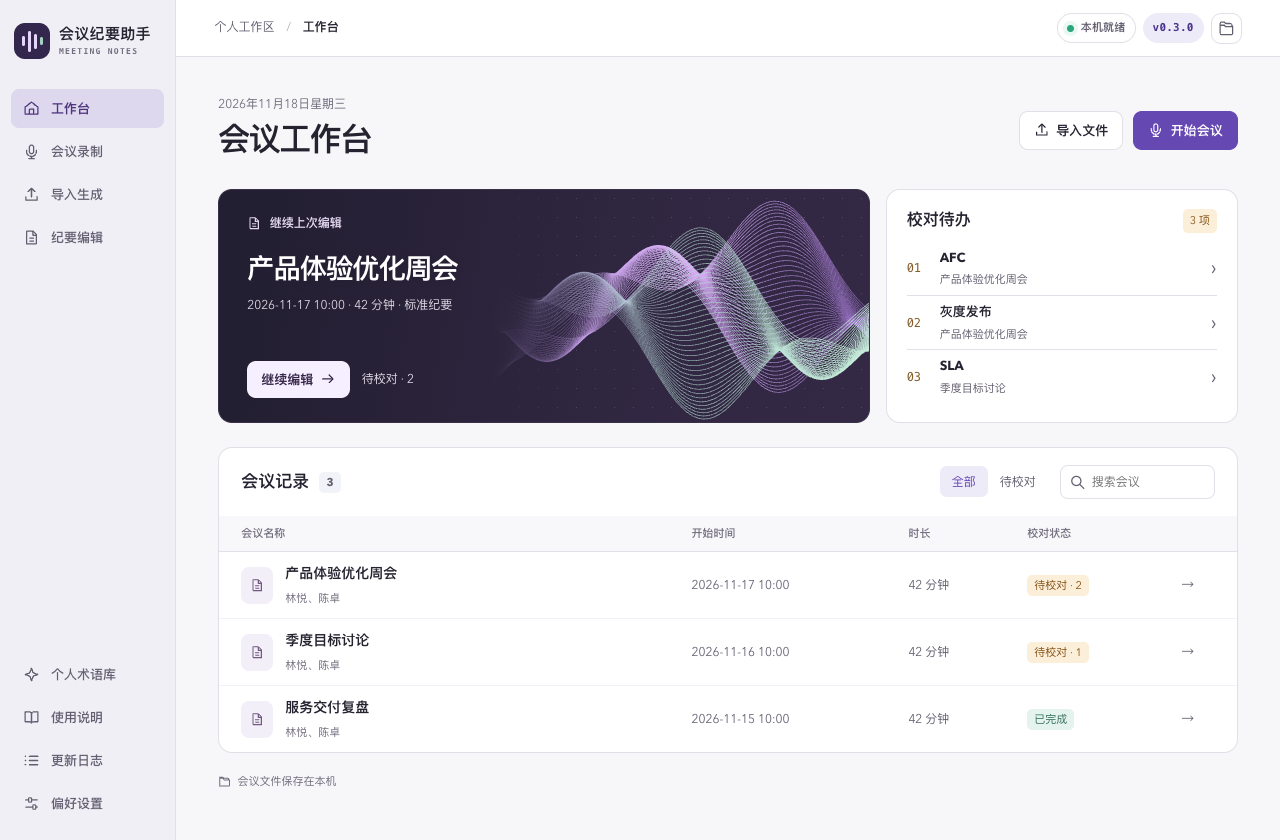 会议纪要助手
MEETING NOTES
工作台
会议录制
导入生成
纪要编辑
个人术语库
使用说明
更新日志
偏好设置
个人工作区 / 工作台
本机就绪
v0.3.0
2026年11月18日星期三
会议工作台
导入文件
开始会议
继续上次编辑
产品体验优化周会
2026-11-17 10:00 · 42 分钟 · 标准纪要
继续编辑 →
待校对 · 2
校对待办
3 项
01 AFC
产品体验优化周会
02 灰度发布
产品体验优化周会
03 SLA
季度目标讨论
会议记录 3
全部 待校对 搜索会议
会议名称 开始时间 时长 校对状态
产品体验优化周会
林悦、陈卓
2026-11-17 10:00 42 分钟 待校对 · 2 →
季度目标讨论
林悦、陈卓
2026-11-16 10:00 42 分钟 待校对 · 1 →
服务交付复盘
林悦、陈卓
2026-11-15 10:00 42 分钟 已完成 →
会议文件保存在本机